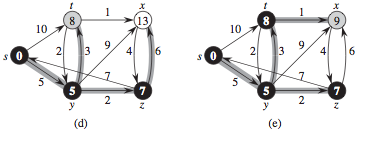 t 1 x t 1 x
8 13 8 9
10 10
9 9
s 0 2 3 4 6 s 0 2 3 4 6
7 7
5 5
5 7 5 7
2 2
y z y z
(d) (e)